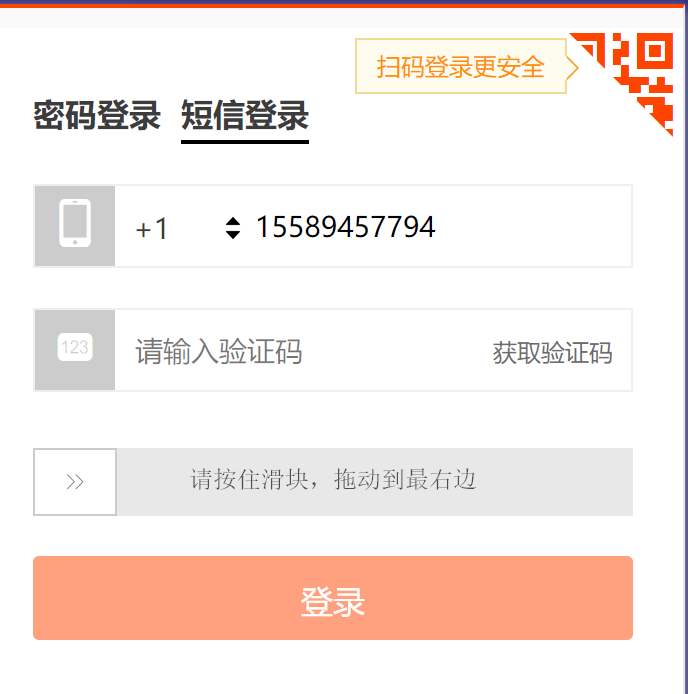 扫码登录更安全
密码登录 短信登录
+1 15589457794
123 请输入验证码 获取验证码
>> 请按住滑块，拖动到最右边
登录